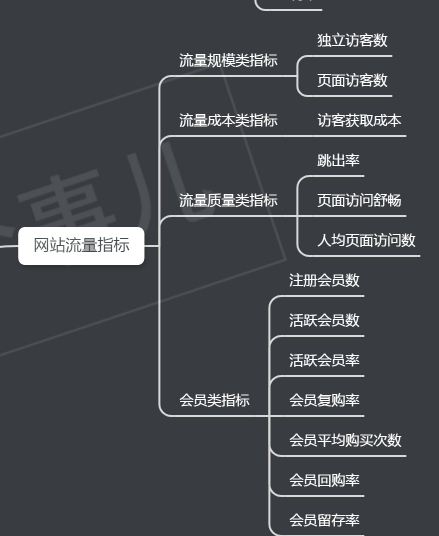 独立访客数
流量规模类指标
页面访客数
流量成本类指标
访客获取成本
跳出率
流量质量类指标
页面访问舒畅
人均页面访问数
网站流量指标
注册会员数
活跃会员数
活跃会员率
会员类指标
会员复购率
会员平均购买次数
会员回购率
会员留存率
事儿